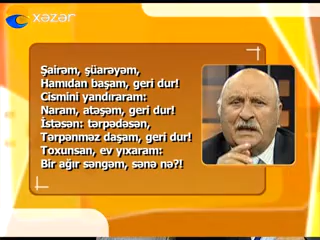 xəzər
Şairəm, şüarəyəm,
Hamıdan başam, geri dur!
Cismini yandıraram:
Naram, atəşəm, geri dur!
İstəsən: tərpədəsən,
Tərpənməz daşam, geri dur!
Toxunsan, ev yıxaram:
Bir ağır səngəm, sənə nə?!